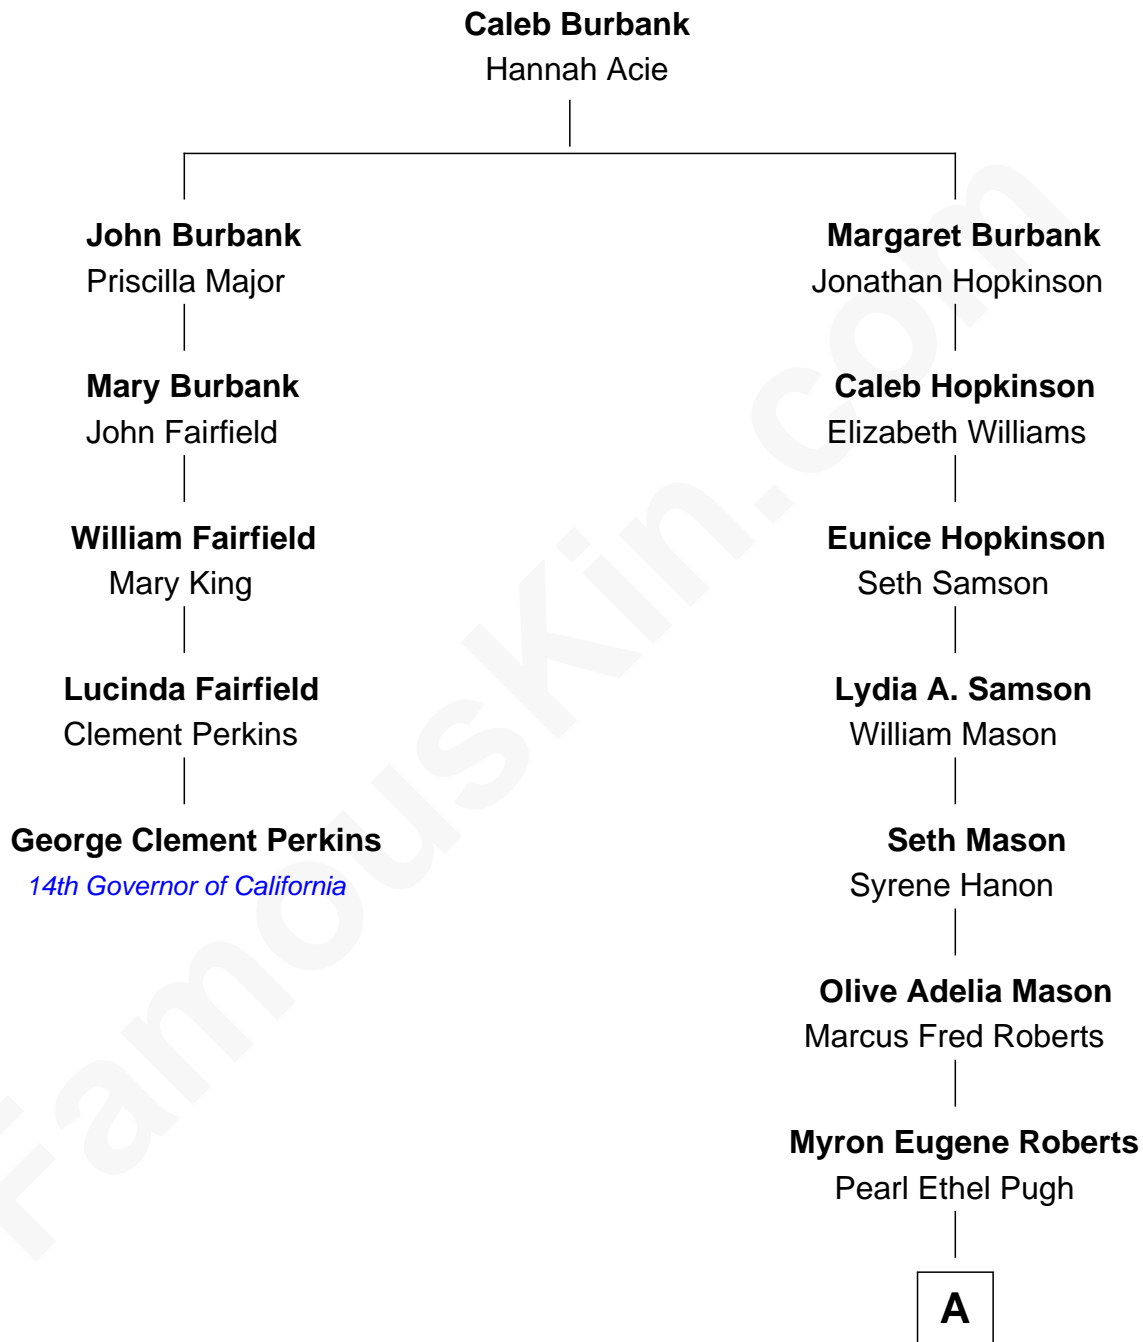 Caleb Burbank
Hannah Acie
John Burbank
Priscilla Major
Margaret Burbank
Jonathan Hopkinson
Mary Burbank
John Fairfield
Caleb Hopkinson
Elizabeth Williams
William Fairfield
Mary King
Eunice Hopkinson
Seth Samson
Lucinda Fairfield
Clement Perkins
Lydia A. Samson
William Mason
George Clement Perkins
14th Governor of California
Seth Mason
Syrene Hanon
Olive Adelia Mason
Marcus Fred Roberts
Myron Eugene Roberts
Pearl Ethel Pugh
A
FamousKin.com